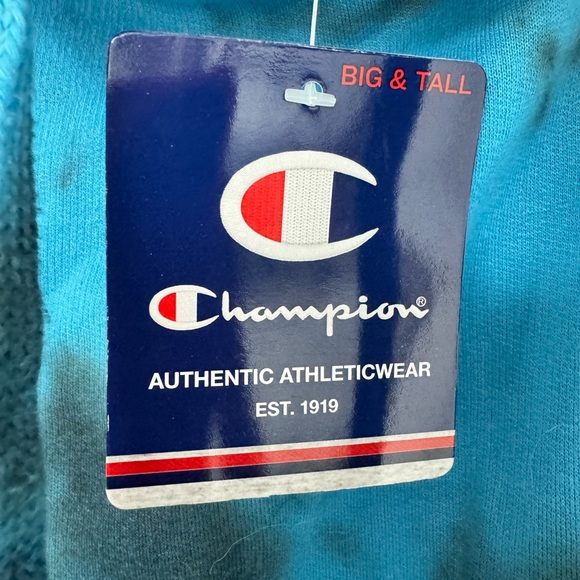 BIG & TALL
Champion®
AUTHENTIC ATHLETICWEAR
EST. 1919